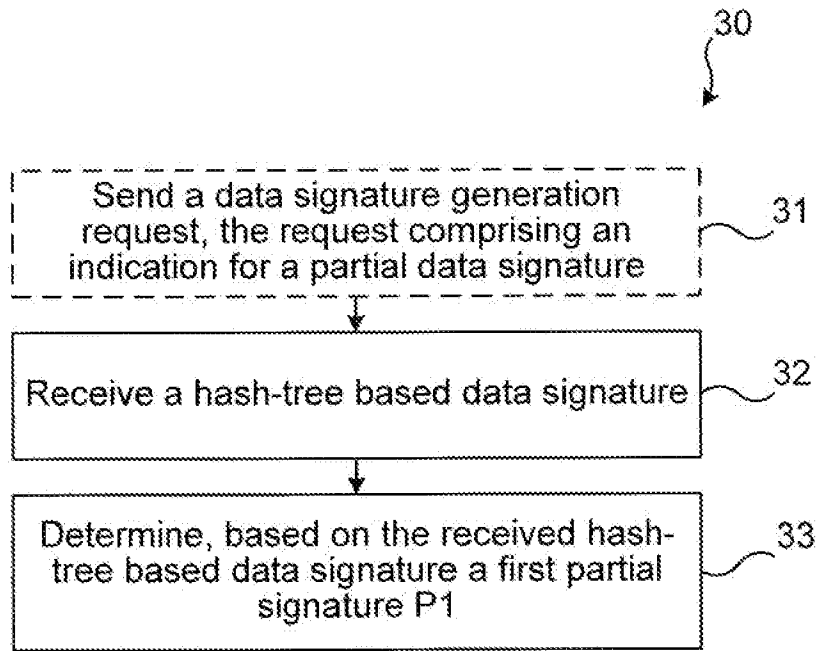 30
Send a data signature generation
request, the request comprising an
indication for a partial data signature
31
Receive a hash-tree based data signature
32
Determine, based on the received hash-
tree based data signature a first partial
signature P1
33